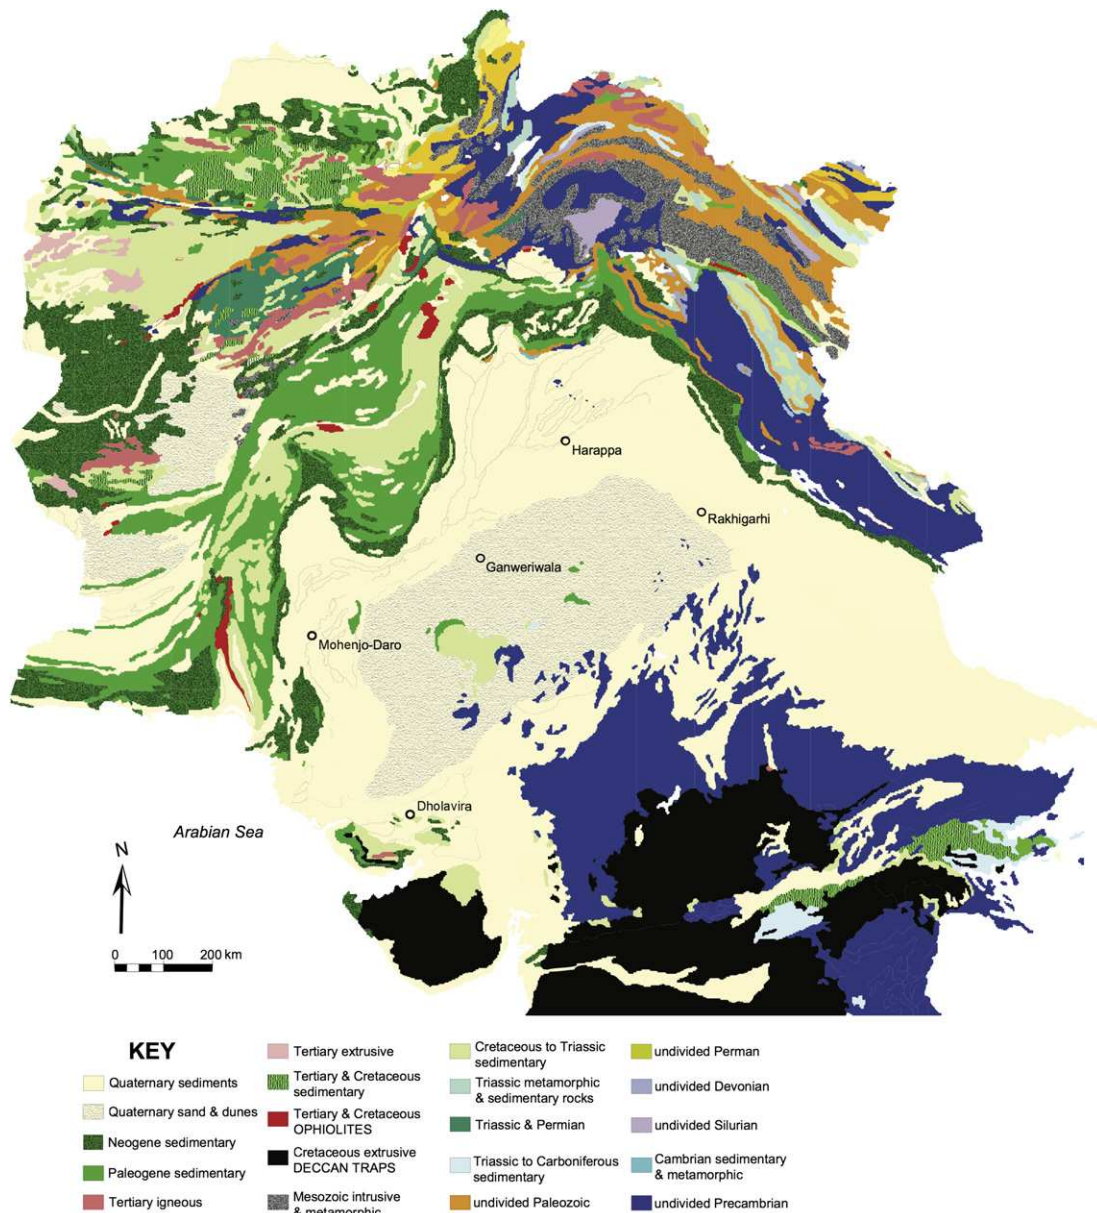 Harappa
Rakhigarhi
Ganweriwala
Mohenjo-Daro
Dholavira
Arabian Sea
N
0 100 200 km
KEY
Quaternary sediments
Quaternary sand & dunes
Neogene sedimentary
Paleogene sedimentary
Tertiary igneous
Tertiary extrusive
Tertiary & Cretaceous
sedimentary
Tertiary & Cretaceous
OPHIOLITES
Cretaceous extrusive
DECCAN TRAPS
Mesozoic intrusive
& metamorphic
Cretaceous to Triassic
sedimentary
Triassic metamorphic
& sedimentary rocks
Triassic & Permian
Triassic to Carboniferous
sedimentary
undivided Paleozoic
undivided Perman
undivided Devonian
undivided Silurian
Cambrian sedimentary
& metamorphic
undivided Precambrian